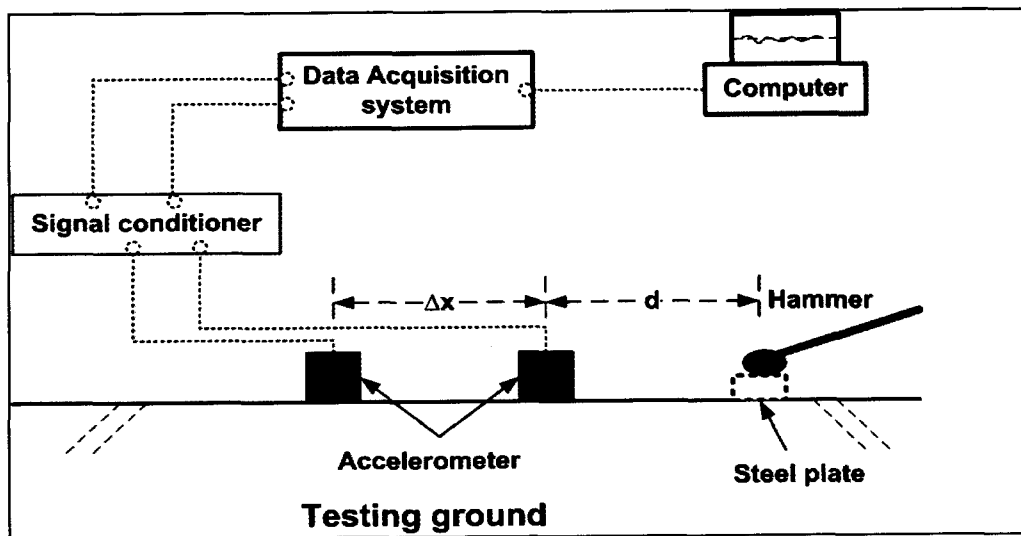 Data Acquisition
system
Computer
Signal conditioner
Δx
d
Hammer
Accelerometer
Steel plate
Testing ground